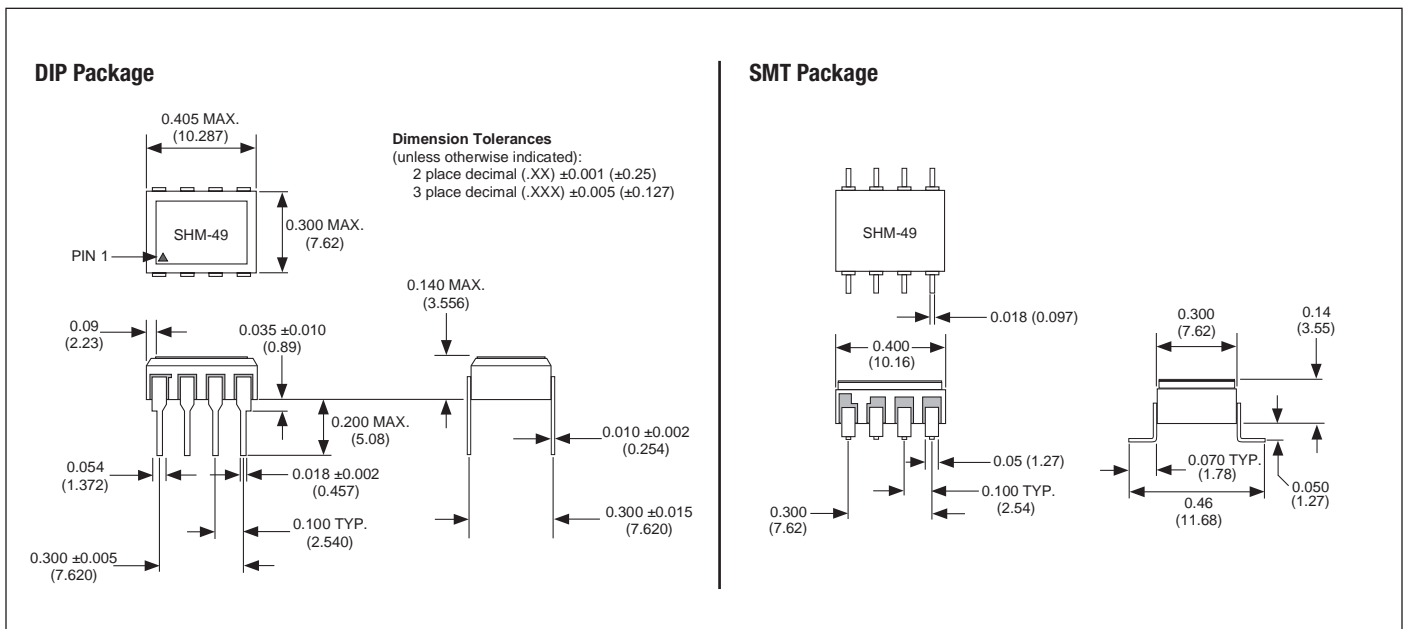 DIP Package
0.405 MAX.
(10.287)
Dimension Tolerances
(unless otherwise indicated):
2 place decimal (.XX) ±0.001 (±0.25)
3 place decimal (.XXX) ±0.005 (±0.127)
SHM-49
0.300 MAX.
(7.62)
PIN 1
0.140 MAX.
(3.556)
0.09
(2.23)
0.035 ±0.010
(0.89)
0.200 MAX.
(5.08)
0.010 ±0.002
(0.254)
0.054
(1.372)
0.018 ±0.002
(0.457)
0.100 TYP.
(2.540)
0.300 ±0.015
(7.620)
0.300 ±0.005
(7.620)
SMT Package
SHM-49
0.018 (0.097)
0.400
(10.16)
0.300
(7.62)
0.14
(3.55)
0.05 (1.27)
0.100 TYP.
(2.54)
0.300
(7.62)
0.070 TYP.
(1.78)
0.050
(1.27)
0.46
(11.68)